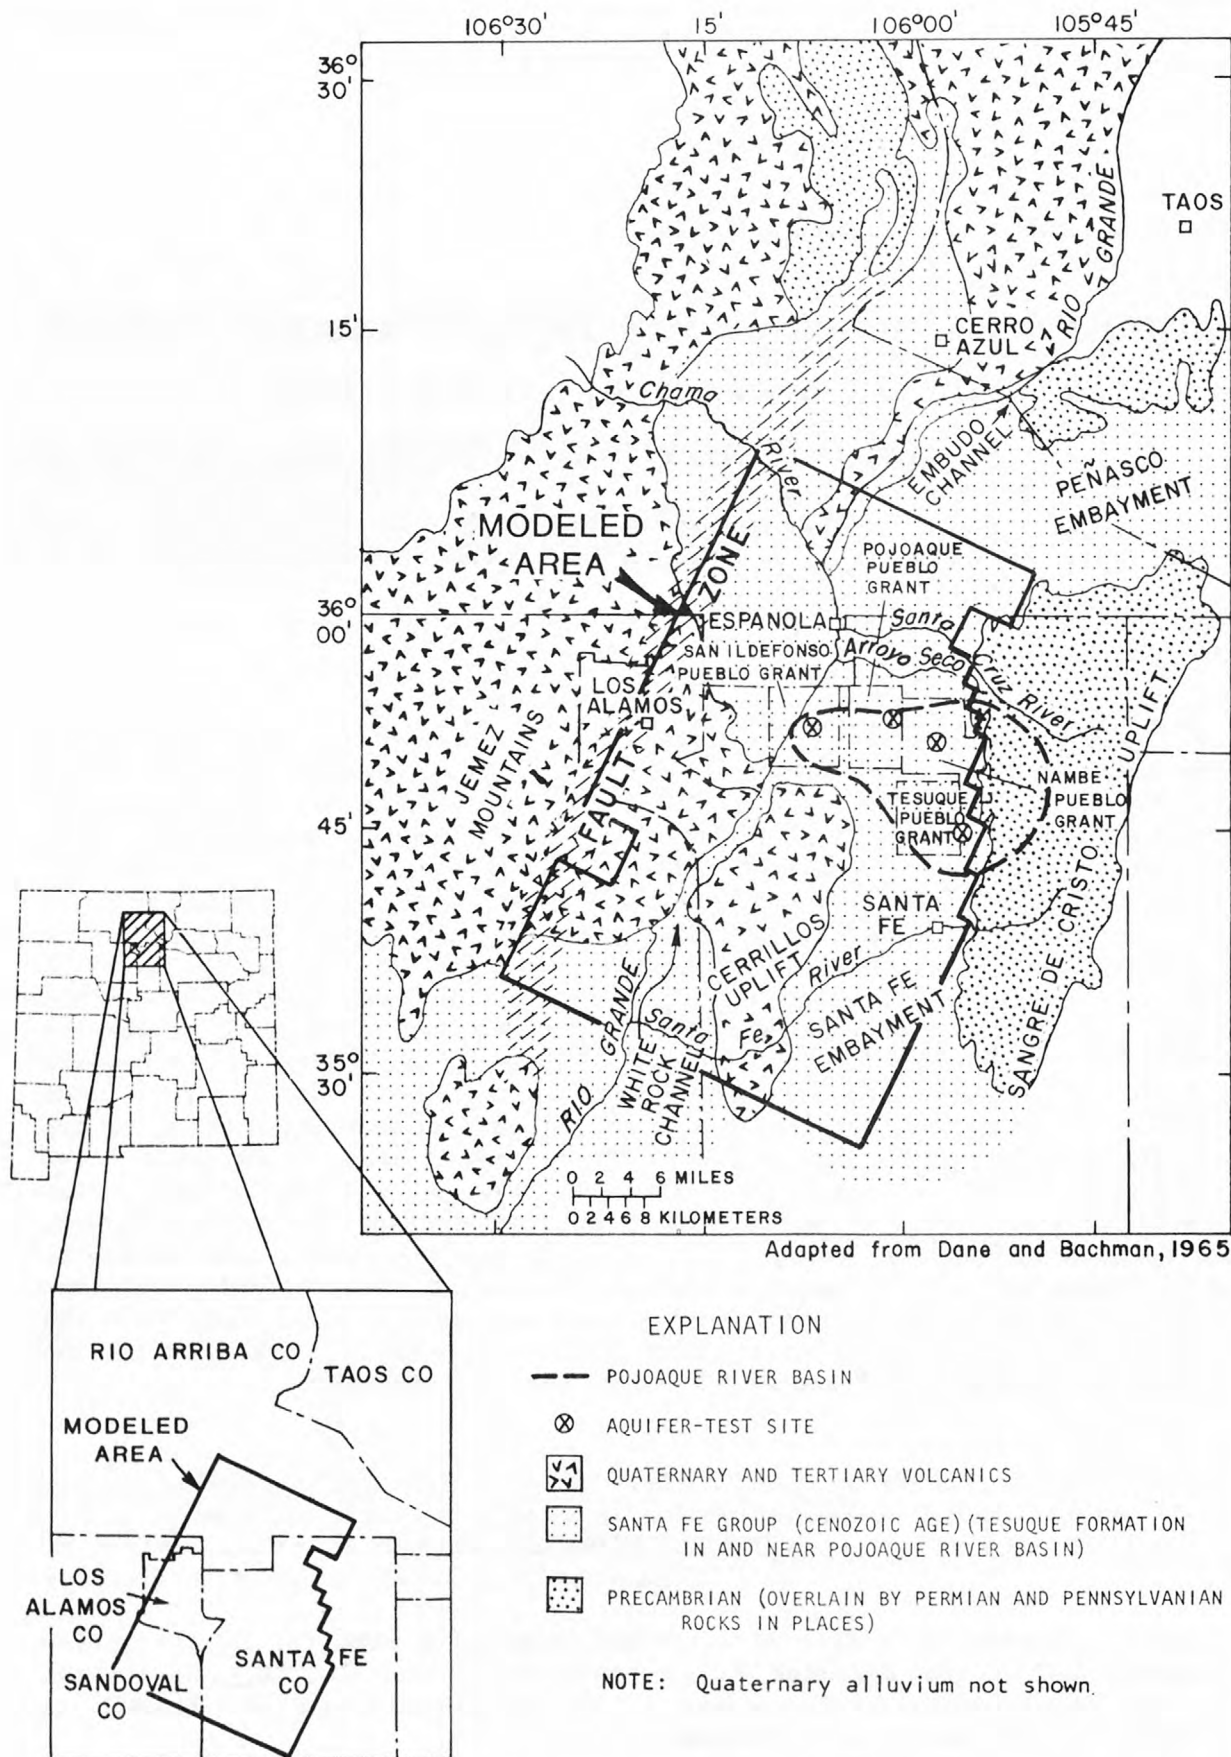 106°30'
15'
106°00'
105°45'
36°
30'
TAOS
RIO GRANDE
15'
CERRO
AZUL
Chama
River
EMBUDO
CHANNEL
PEÑASCO
EMBAYMENT
MODELED
AREA
ZONE
POJOAQUE
PUEBLO
GRANT
36°
00'
ESPANOLA
Santa
Cruz River
SAN ILDEFONSO
PUEBLO GRANT
Arroyo Seco
LOS
ALAMOS
JEMEZ
MOUNTAINS
FAULT
UPLIFT
NAMBE
PUEBLO
GRANT
TESUQUE
PUEBLO
GRANT
45'
SANTA
FE
CERRILLOS
UPLIFT
River
SANTA FE
EMBAYMENT
SANGRE DE CRISTO
GRANDE
Santa
Fe
WHITE
ROCK
CHANNEL
35°
30'
RIO
0 2 4 6 MILES
0 2 4 6 8 KILOMETERS
Adapted from Dane and Bachman, 1965
RIO ARRIBA CO
TAOS CO
MODELED
AREA
LOS
ALAMOS
CO
SANTA FE
CO
SANDOVAL
CO
EXPLANATION
POJOAQUE RIVER BASIN
AQUIFER-TEST SITE
QUATERNARY AND TERTIARY VOLCANICS
SANTA FE GROUP (CENOZOIC AGE) (TESUQUE FORMATION
IN AND NEAR POJOAQUE RIVER BASIN)
PRECAMBRIAN (OVERLAIN BY PERMIAN AND PENNSYLVANIAN
ROCKS IN PLACES)
NOTE: Quaternary alluvium not shown.